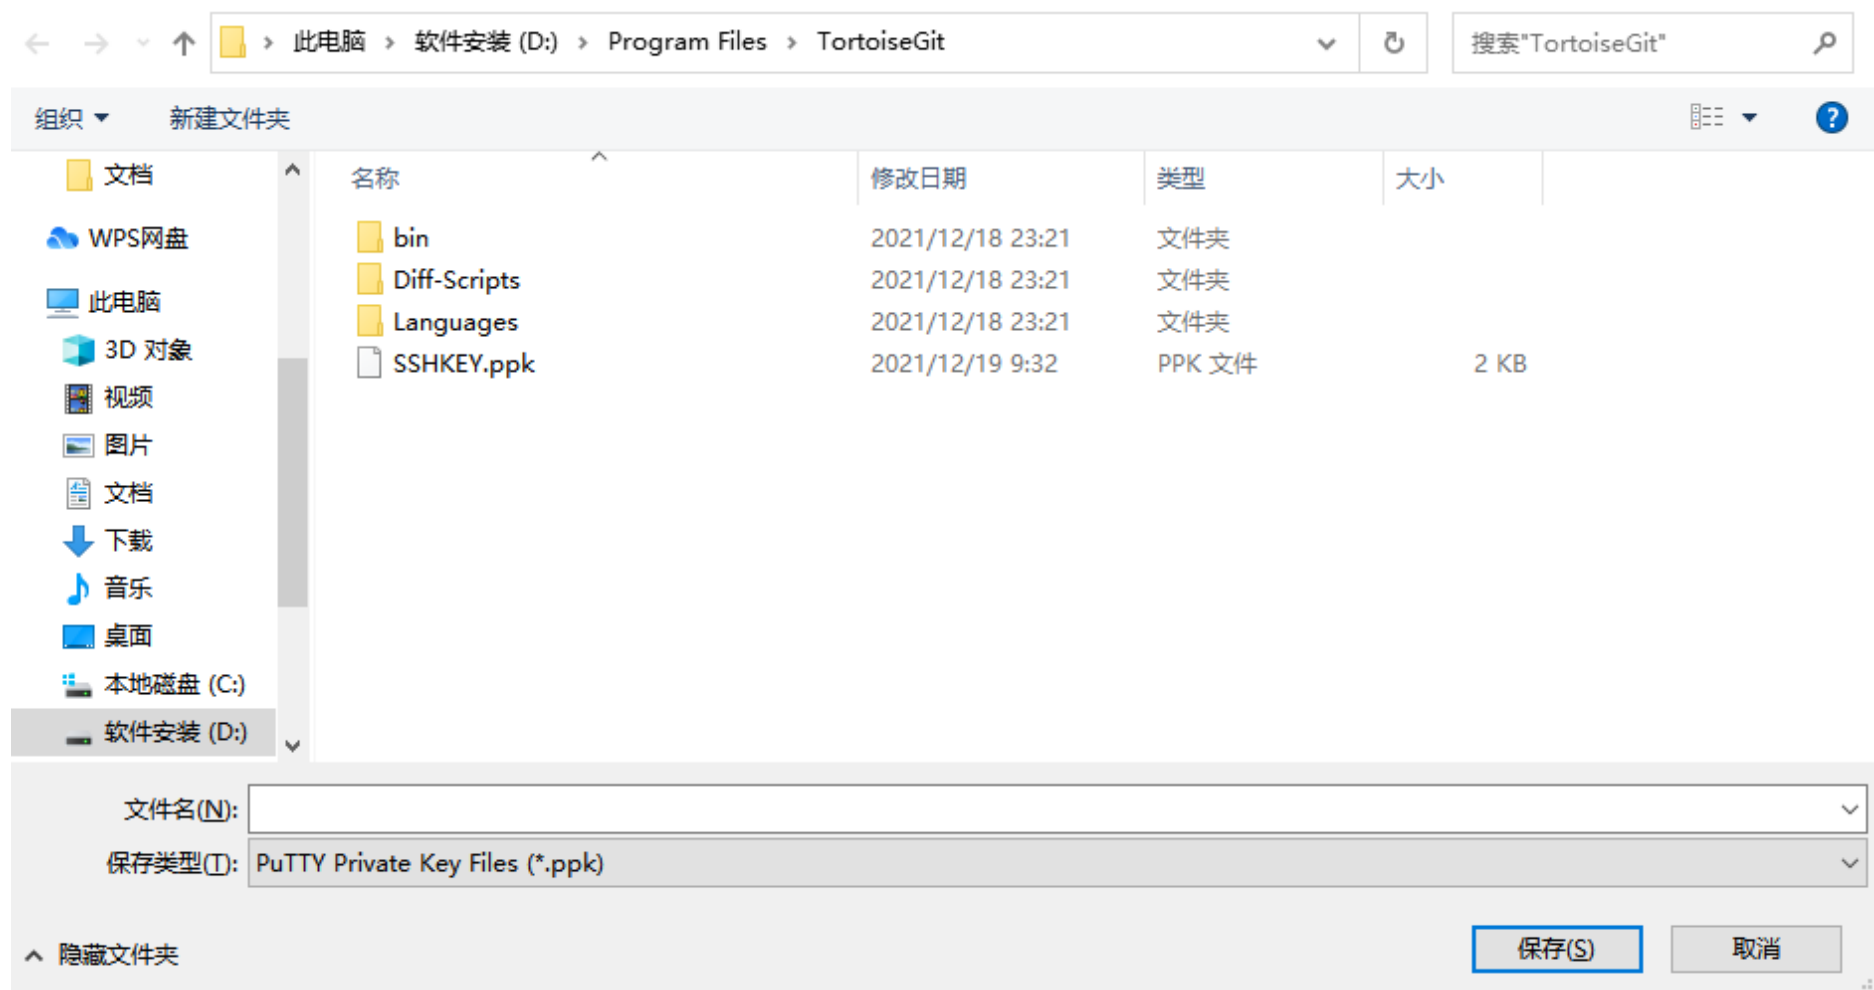 此电脑 > 软件安装 (D:) > Program Files > TortoiseGit
搜索"TortoiseGit"
组织
新建文件夹
文档
WPS网盘
此电脑
3D 对象
视频
图片
文档
下载
音乐
桌面
本地磁盘 (C:)
软件安装 (D:)
名称 修改日期 类型 大小
bin 2021/12/18 23:21 文件夹
Diff-Scripts 2021/12/18 23:21 文件夹
Languages 2021/12/18 23:21 文件夹
SSHKEY.ppk 2021/12/19 9:32 PPK 文件 2 KB
文件名(N):
保存类型(T): PuTTY Private Key Files (*.ppk)
隐藏文件夹
保存(S)
取消